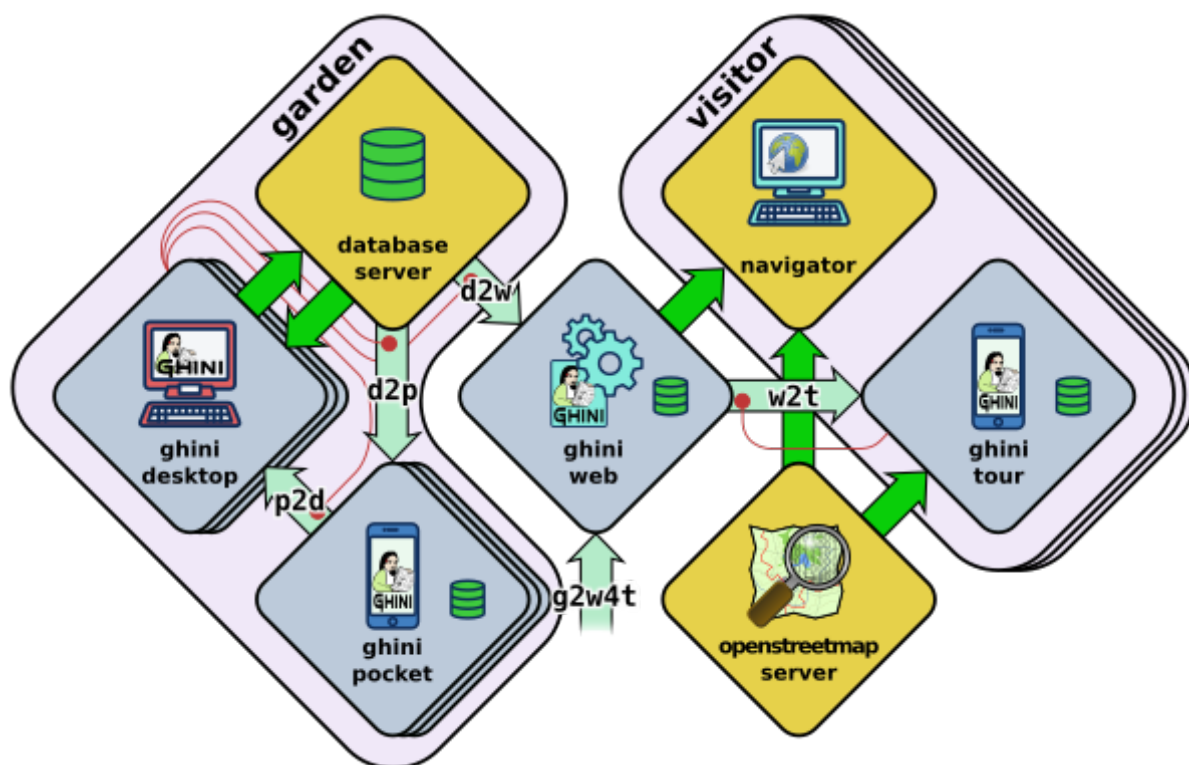 garden
visitor
database
server
navigator
d2w
GHINI
ghini
desktop
d2p
GHINI
ghini
web
w2t
GHINI
ghini
tour
p2d
GHINI
ghini
pocket
g2w4t
openstreetmap
server